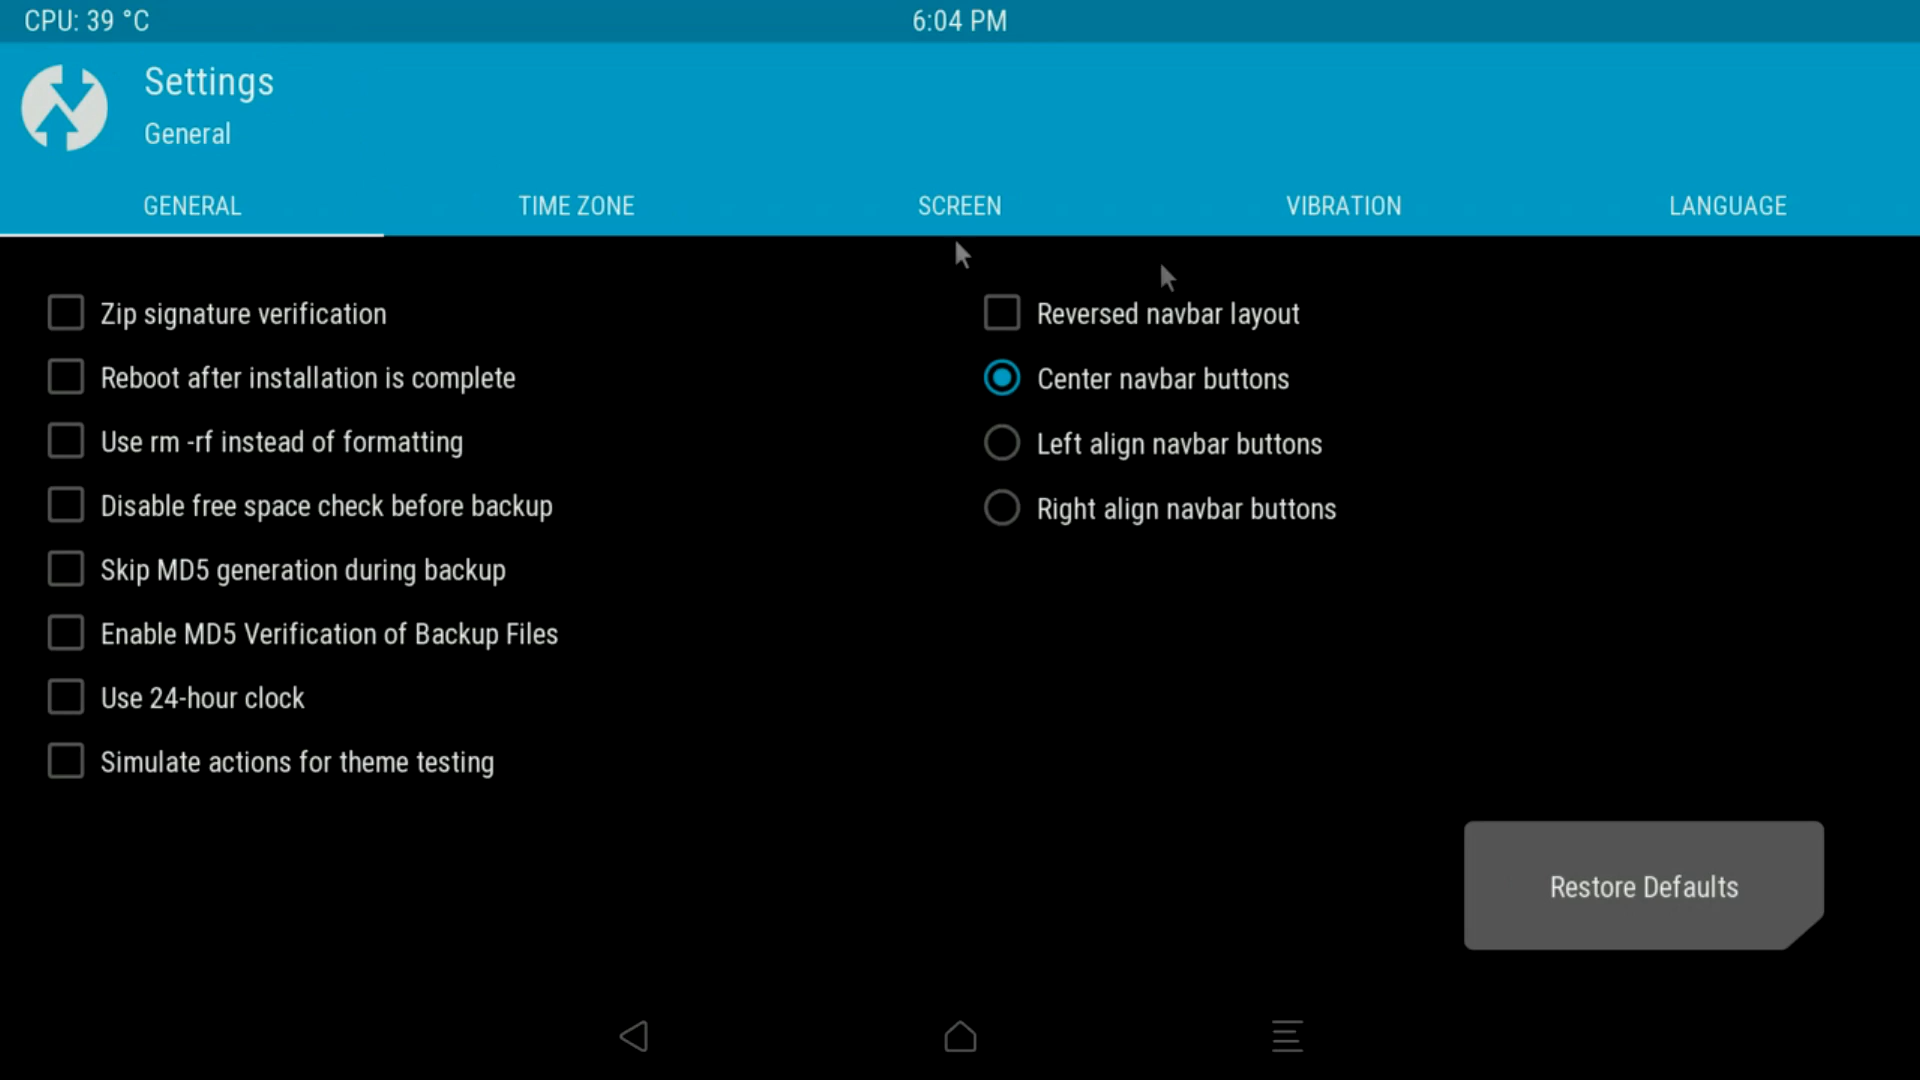 CPU: 39 °C
6:04 PM
Settings
General
GENERAL
TIME ZONE
SCREEN
VIBRATION
LANGUAGE
Zip signature verification
Reboot after installation is complete
Use rm -rf instead of formatting
Disable free space check before backup
Skip MD5 generation during backup
Enable MD5 Verification of Backup Files
Use 24-hour clock
Simulate actions for theme testing
Reversed navbar layout
Center navbar buttons
Left align navbar buttons
Right align navbar buttons
Restore Defaults